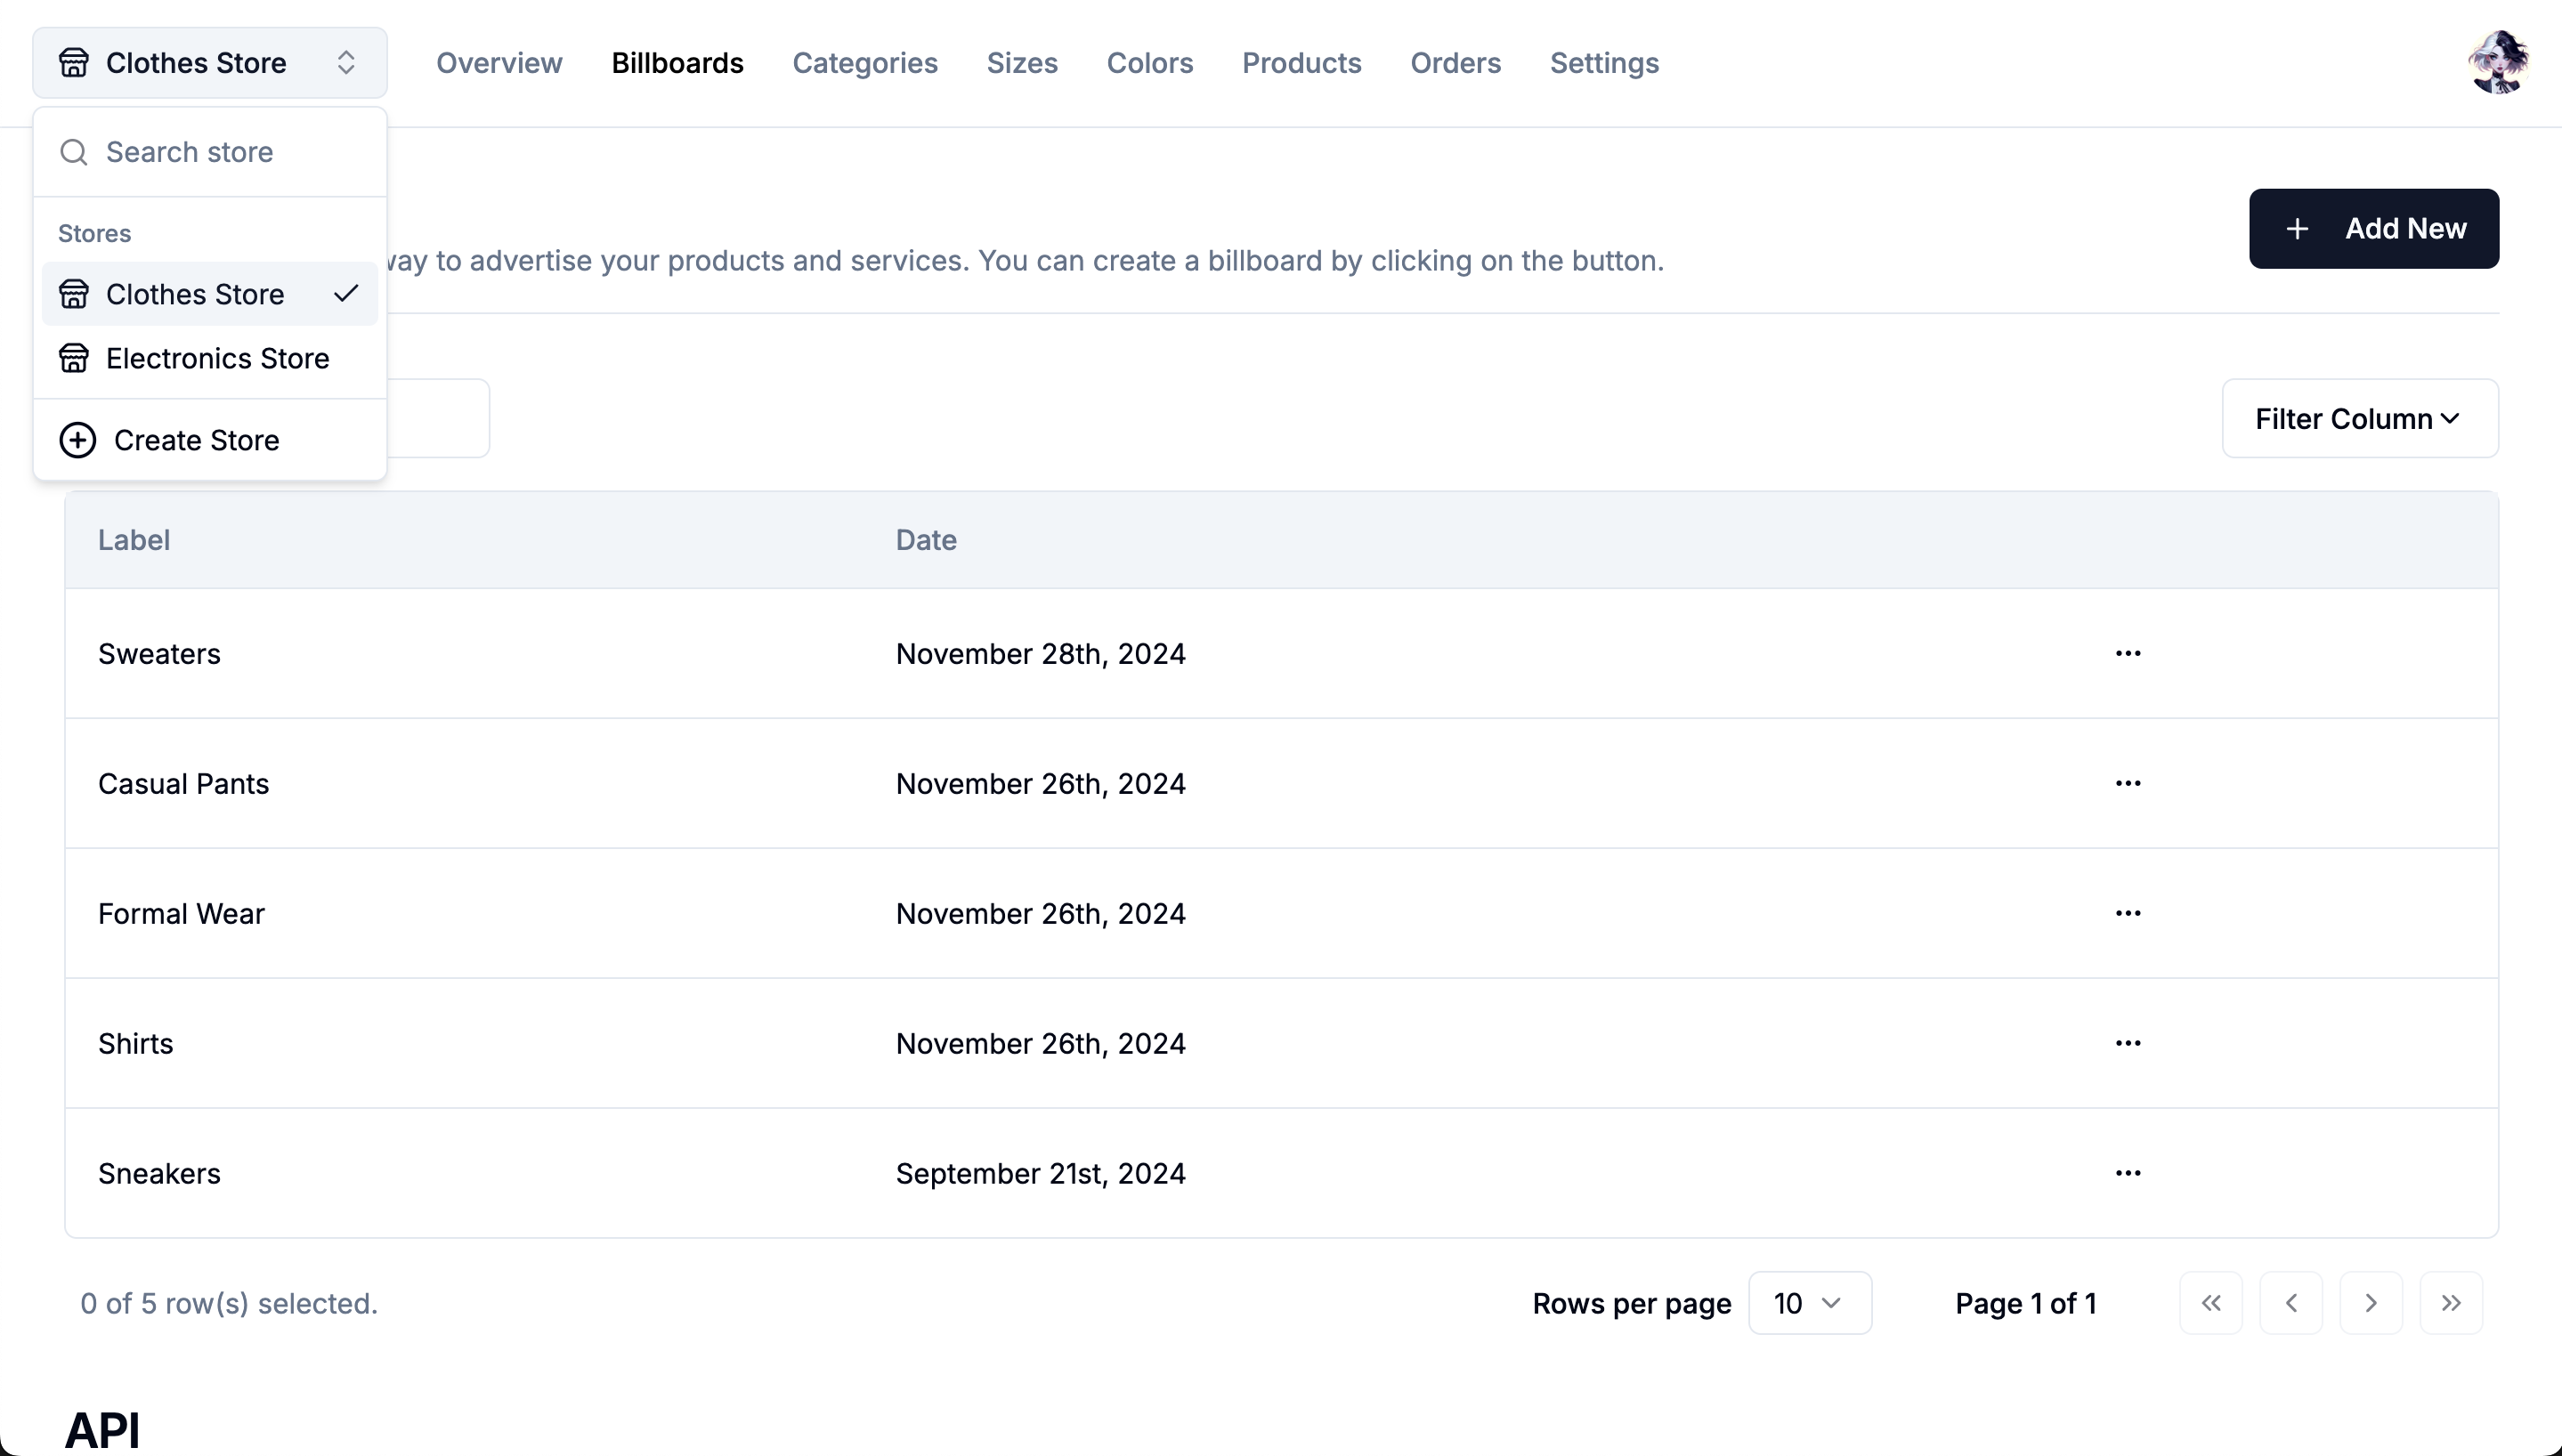 Clothes Store
Overview
Billboards
Categories
Sizes
Colors
Products
Orders
Settings
Search store
Stores
Clothes Store
Electronics Store
Create Store
to advertise your products and services. You can create a billboard by clicking on the button.
Add New
Filter Column
Label Date
Sweaters November 28th, 2024
Casual Pants November 26th, 2024
Formal Wear November 26th, 2024
Shirts November 26th, 2024
Sneakers September 21st, 2024
0 of 5 row(s) selected.
Rows per page 10
Page 1 of 1
API